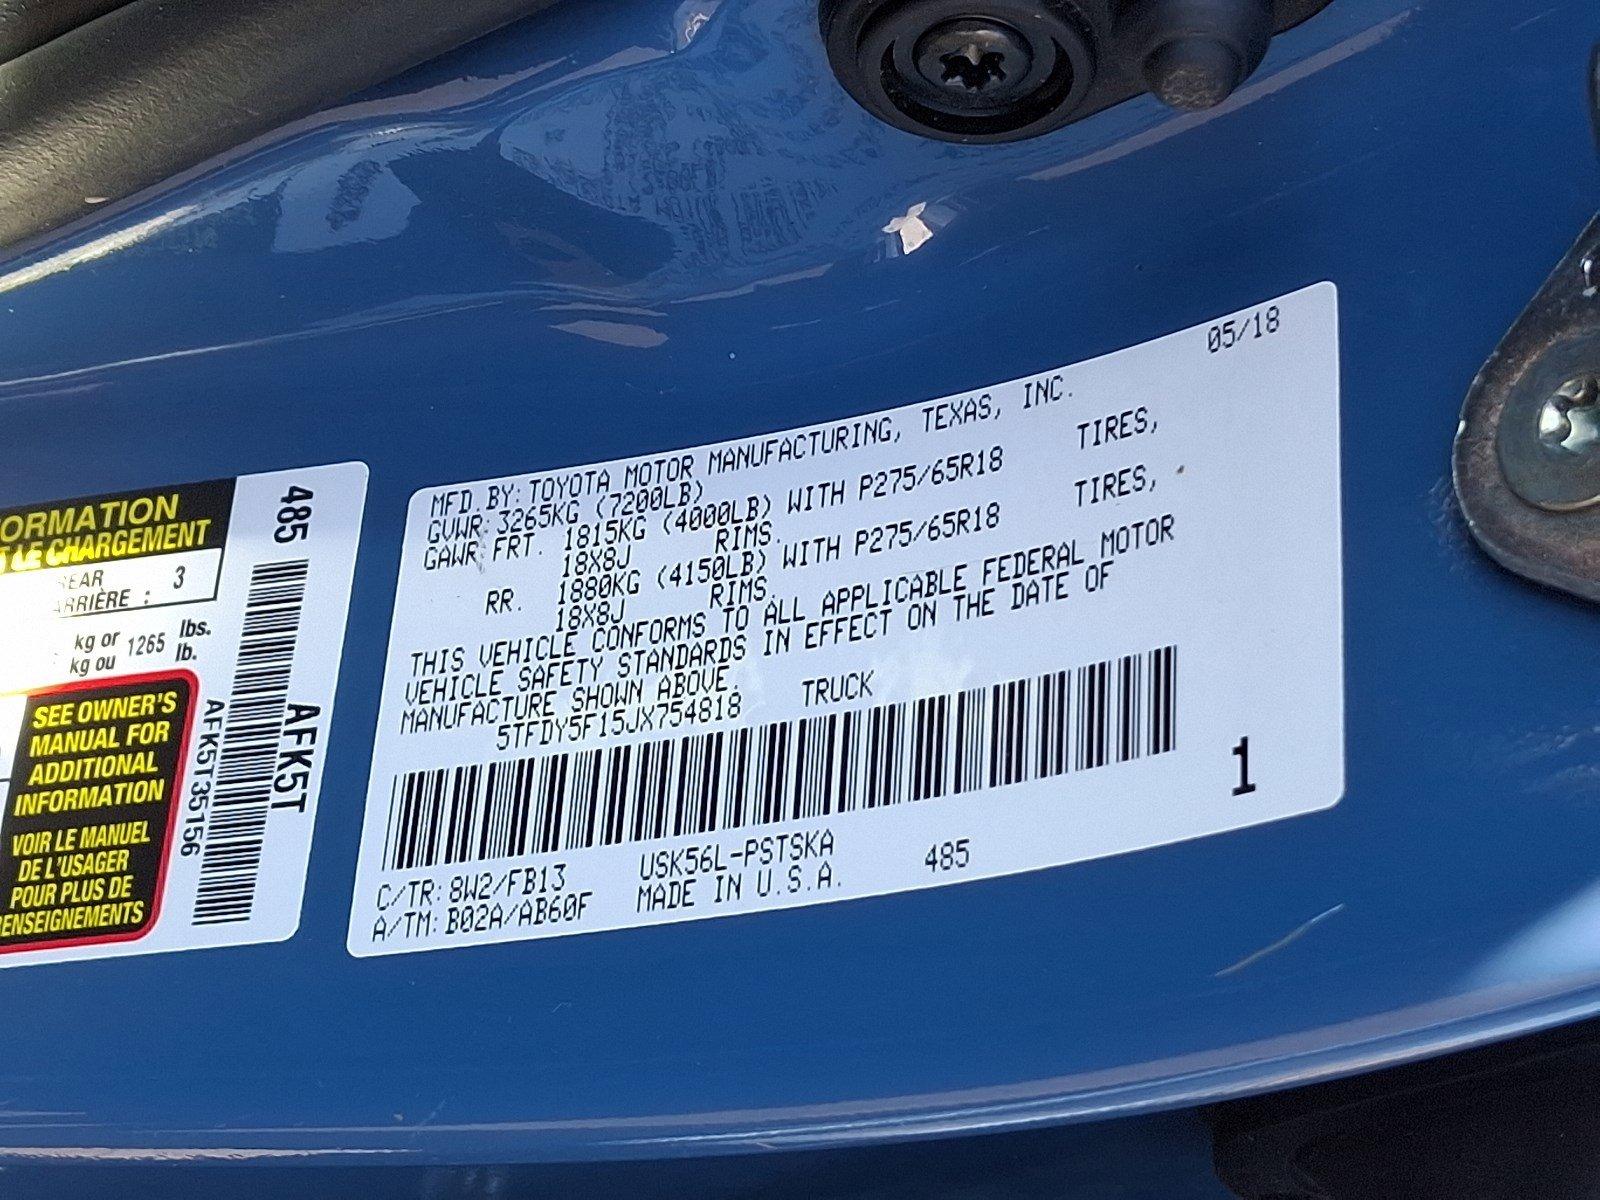 ORMATION
LE CHARGEMENT
REAR
ARRIÈRE : 3
kg or 1265 lbs.
kg ou lb.
SEE OWNER'S
MANUAL FOR
ADDITIONAL
INFORMATION
VOIR LE MANUEL
DE L'USAGER
POUR PLUS DE
RENSEIGNEMENTS
485
AFK5T
AFK5T35156
05/18
MFD.BY: TOYOTA MOTOR MANUFACTURING, TEXAS, INC.
GVWR: 3265KG (7200LB)
GAWR FRT. 1815KG (4000LB) WITH P275/65R18 TIRES,
18X8J RIMS.
RR. 1880KG (4150LB) WITH P275/65R18 TIRES,
18X8J RIMS.
THIS VEHICLE CONFORMS TO ALL APPLICABLE FEDERAL MOTOR
VEHICLE SAFETY STANDARDS IN EFFECT ON THE DATE OF
MANUFACTURE SHOWN ABOVE.
5TFDY5F15JX754818 TRUCK
1
C/TR: 8W2/FB13 USK56L-PSTSKA 485
A/TM: B02A/AB60F MADE IN U.S.A.